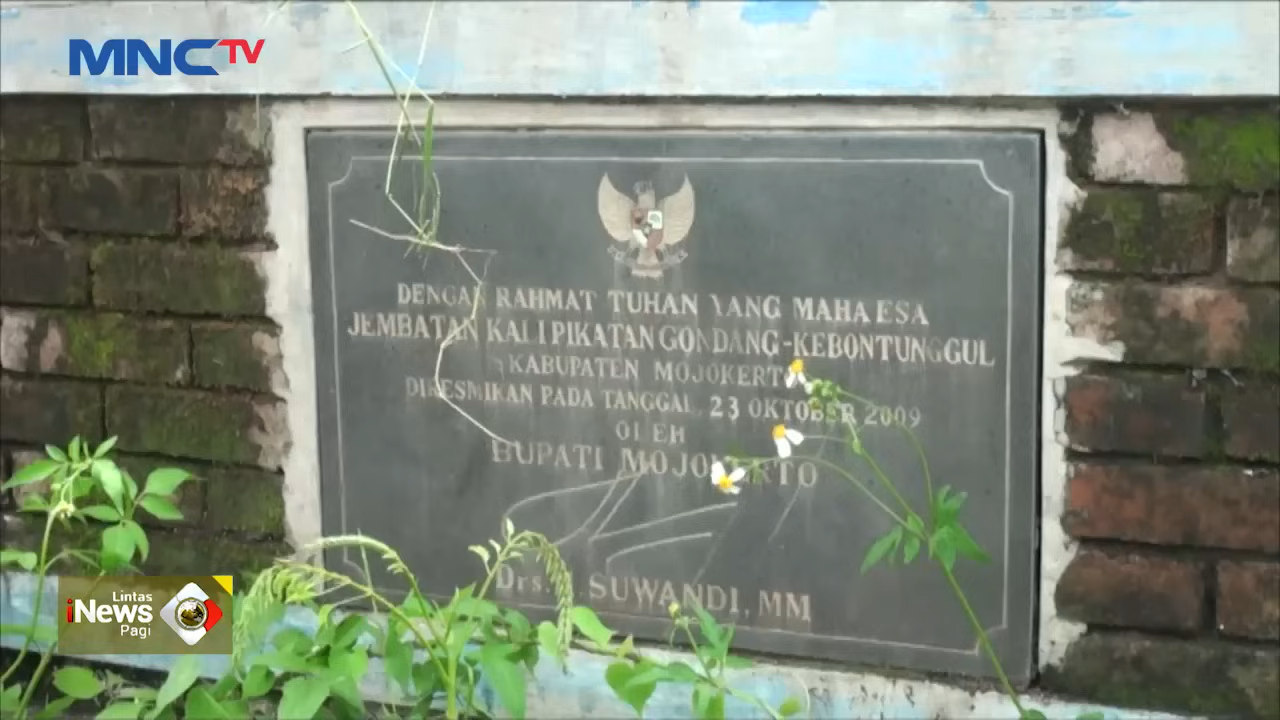 MNCTV
DENGAN RAHMAT TUHAN YANG MAHA ESA
JEMBATAN KALI PIKATAN GONDANG-KEBONTUNGGUL
KABUPATEN MOJOKERTO
DIRESMIKAN PADA TANGGAL 23 OKTOBER 2009
OLEH
BUPATI MOJOKERTO
Drs. SUWANDI, MM
Lintas
iNews
Pagi